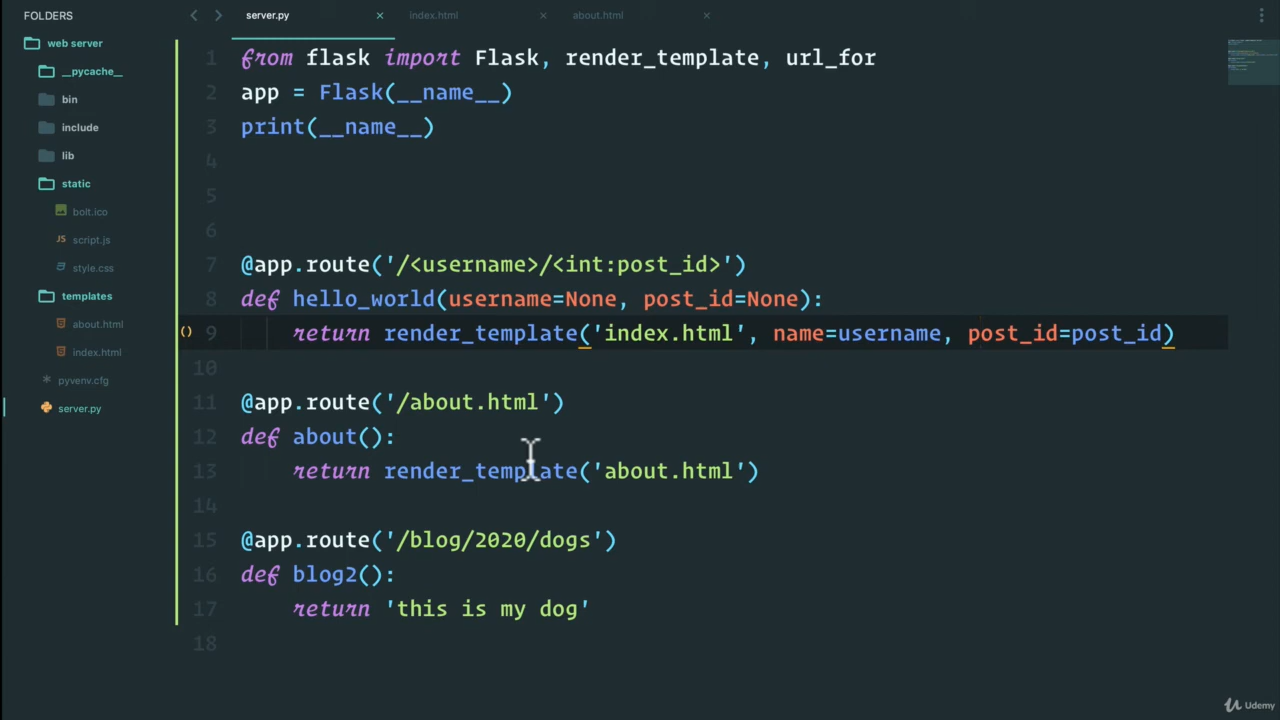 FOLDERS
web server
__pycache__
bin
include
lib
static
bolt.ico
JS script.js
style.css
templates
about.html
index.html
* pyvenv.cfg
server.py
server.py × index.html × about.html ×
1 from flask import Flask, render_template, url_for
2 app = Flask(__name__)
3 print(__name__)
4
5
6
7 @app.route('/<username>/<int:post_id>')
8 def hello_world(username=None, post_id=None):
() 9     return render_template('index.html', name=username, post_id=post_id)
10
11 @app.route('/about.html')
12 def about():
13     return render_template('about.html')
14
15 @app.route('/blog/2020/dogs')
16 def blog2():
17     return 'this is my dog'
18
Udemy